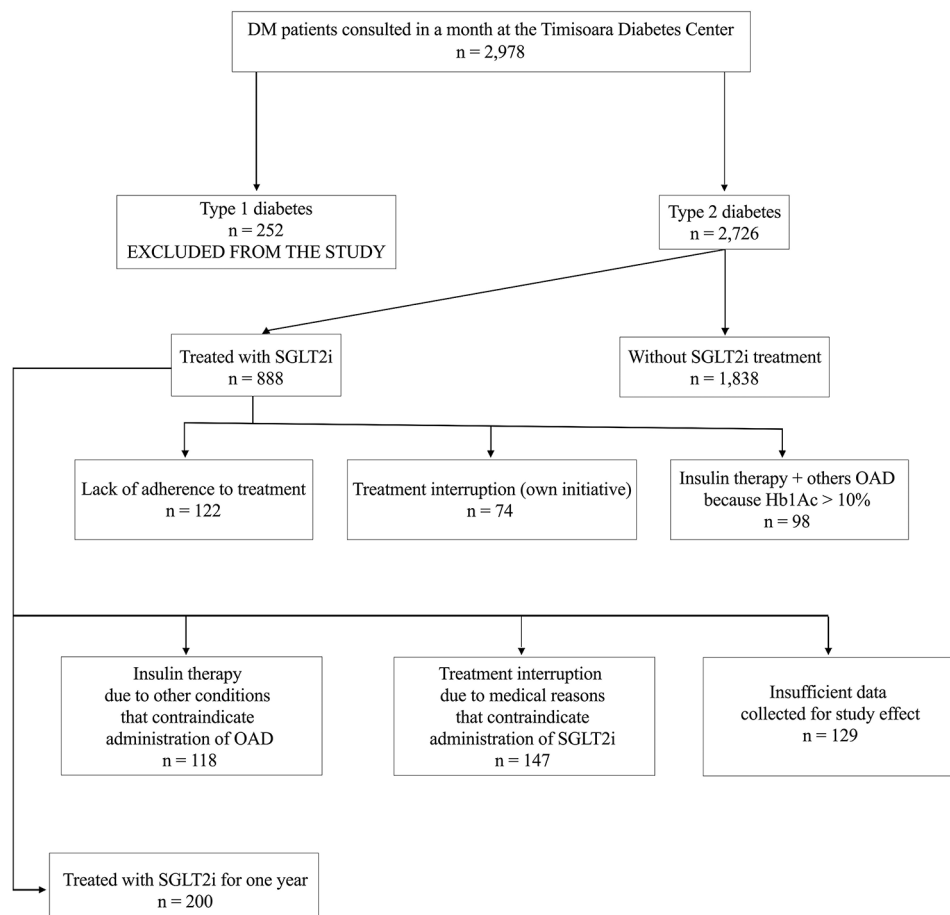 DM patients consulted in a month at the Timisoara Diabetes Center
n = 2,978
Type 1 diabetes
n = 252
EXCLUDED FROM THE STUDY
Type 2 diabetes
n = 2,726
Treated with SGLT2i
n = 888
Without SGLT2i treatment
n = 1,838
Lack of adherence to treatment
n = 122
Treatment interruption (own initiative)
n = 74
Insulin therapy + others OAD
because Hb1Ac > 10%
n = 98
Insulin therapy
due to other conditions
that contraindicate
administration of OAD
n = 118
Treatment interruption
due to medical reasons
that contraindicate
administration of SGLT2i
n = 147
Insufficient data
collected for study effect
n = 129
Treated with SGLT2i for one year
n = 200